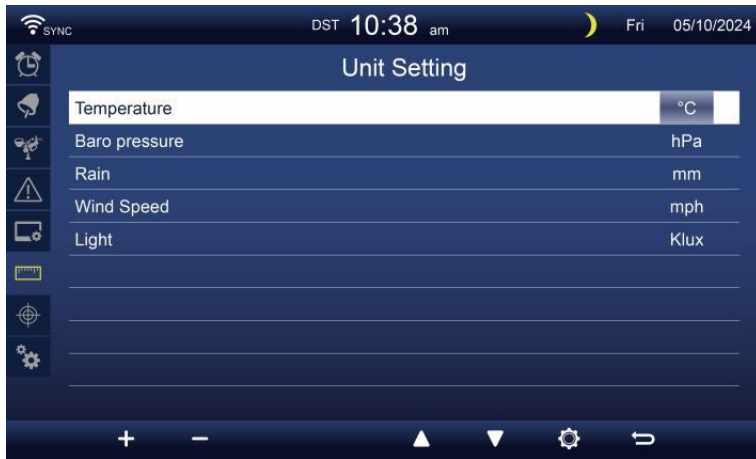 SYNC DST 10:38 am Fri 05/10/2024
Unit Setting
Temperature °C
Baro pressure hPa
Rain mm
Wind Speed mph
Light Klux